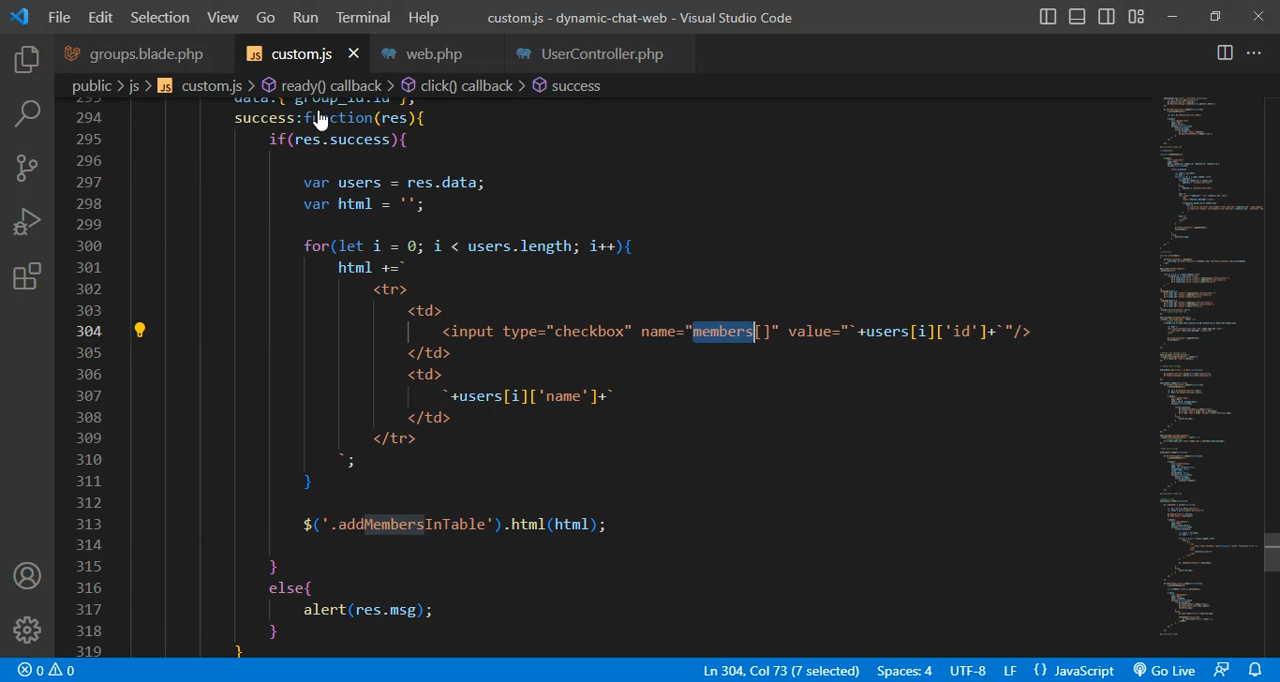 File Edit Selection View Go Run Terminal Help custom.js - dynamic-chat-web - Visual Studio Code
groups.blade.php JS custom.js web.php UserController.php
public > js > JS custom.js > ready() callback > click() callback > success
293 data:{ group_id:id },
294 success:function(res){
295 if(res.success){
296
297 var users = res.data;
298 var html = '';
299
300 for(let i = 0; i < users.length; i++){
301 html +=`
302 <tr>
303 <td>
304 <input type="checkbox" name="members[]" value="`+users[i]['id']+`"/>
305 </td>
306 <td>
307 `+users[i]['name']+`
308 </td>
309 </tr>
310 `;
311 }
312
313 $('.addMembersInTable').html(html);
314
315 }
316 else{
317 alert(res.msg);
318 }
319 }
0 0 Ln 304, Col 73 (7 selected) Spaces: 4 UTF-8 LF {} JavaScript Go Live